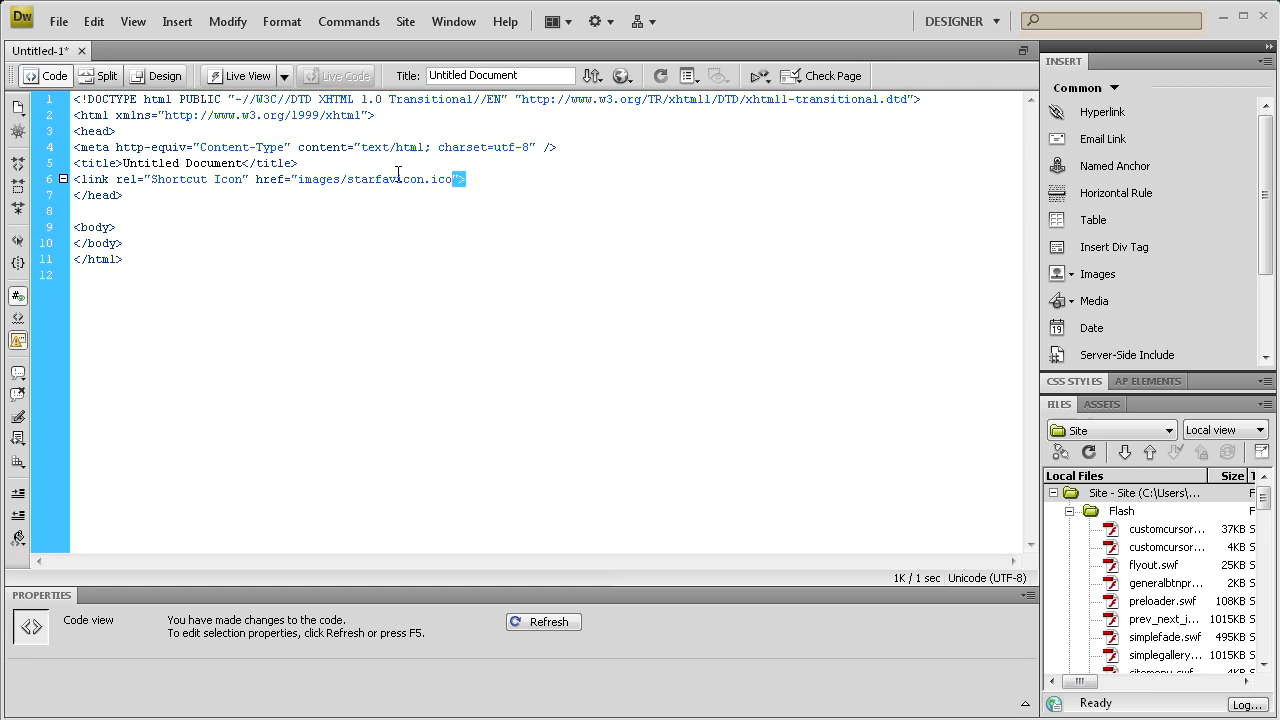 Dw File Edit View Insert Modify Format Commands Site Window Help DESIGNER
Untitled-1*
Code Split Design Live View Live Code Title: Untitled Document Check Page
1 <!DOCTYPE html PUBLIC "-//W3C//DTD XHTML 1.0 Transitional//EN" "http://www.w3.org/TR/xhtml1/DTD/xhtml1-transitional.dtd">
2 <html xmlns="http://www.w3.org/1999/xhtml">
3 <head>
4 <meta http-equiv="Content-Type" content="text/html; charset=utf-8" />
5 <title>Untitled Document</title>
6 <link rel="Shortcut Icon" href="images/starfavicon.ico">
7 </head>
8
9 <body>
10 </body>
11 </html>
12
1K / 1 sec Unicode (UTF-8)
PROPERTIES
Code view
You have made changes to the code.
To edit selection properties, click Refresh or press F5.
Refresh
INSERT
Common
Hyperlink
Email Link
Named Anchor
Horizontal Rule
Table
Insert Div Tag
Images
Media
19 Date
Server-Side Include
CSS STYLES AP ELEMENTS
FILES ASSETS
Site Local view
Local Files Size T
Site - Site (C:\Users\... F
Flash F
customcursor... 37KB S
customcursor... 4KB S
flyout.swf 25KB S
generalbtnpr... 2KB S
preloader.swf 108KB S
prev_next_i... 1015KB S
simplefade.swf 495KB S
simplegallery... 1015KB S
Ready Log...